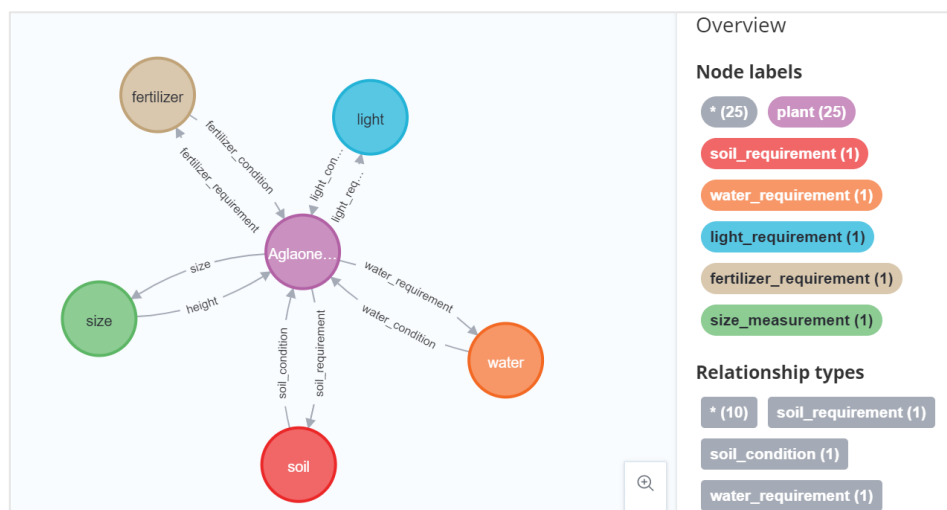 Overview
Node labels
* (25) plant (25)
soil_requirement (1)
water_requirement (1)
light_requirement (1)
fertilizer_requirement (1)
size_measurement (1)
Relationship types
* (10) soil_requirement (1)
soil_condition (1)
water_requirement (1)
fertilizer
light
fertilizer_condition
fertilizer_requirement
light_con...
light_req...
Aglaone...
size
height
size
water_requirement
water_condition
water
soil_condition
soil_requirement
soil